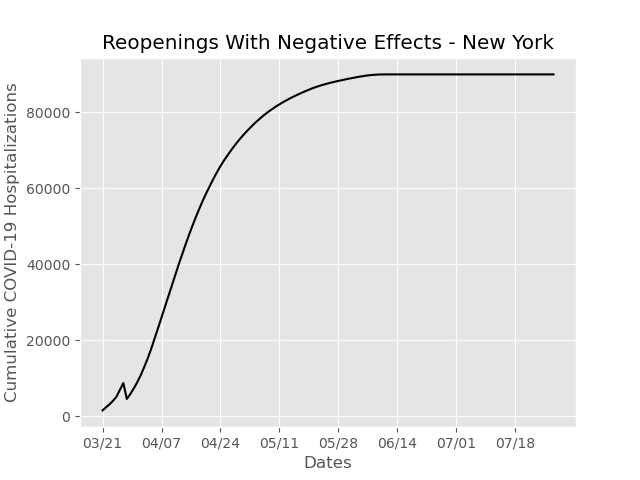 Reopenings With Negative Effects - New York
Cumulative COVID-19 Hospitalizations
80000
60000
40000
20000
0
03/21 04/07 04/24 05/11 05/28 06/14 07/01 07/18
Dates